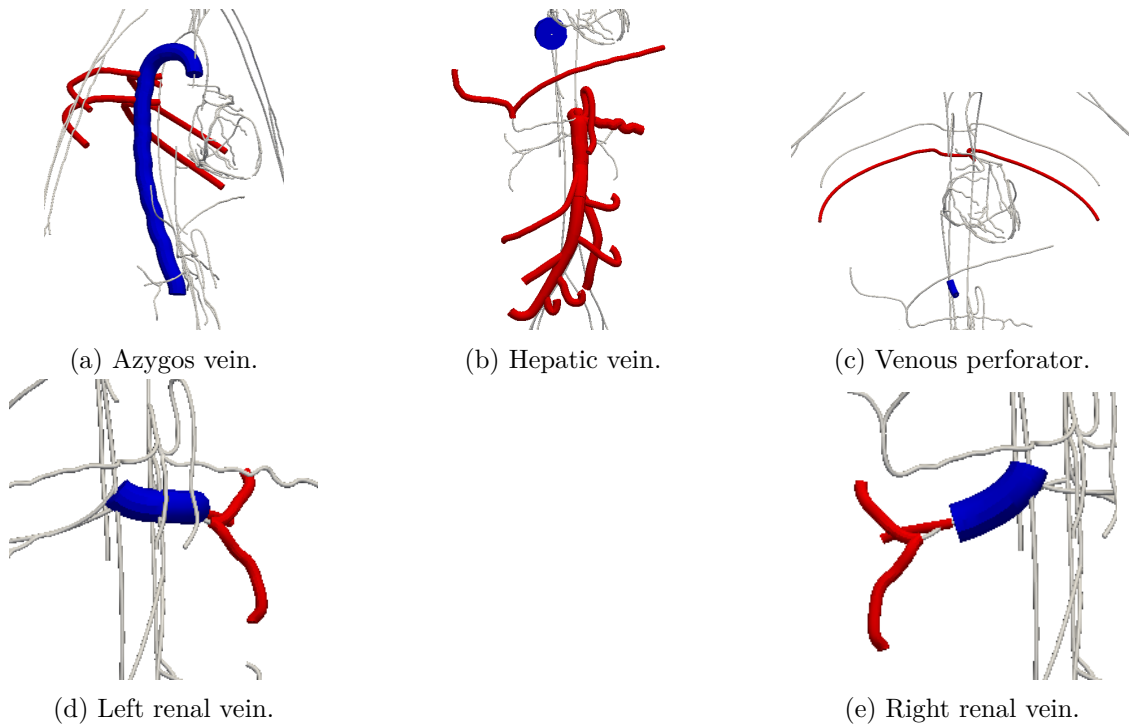 (a) Azygos vein.
(b) Hepatic vein.
(c) Venous perforator.
(d) Left renal vein.
(e) Right renal vein.